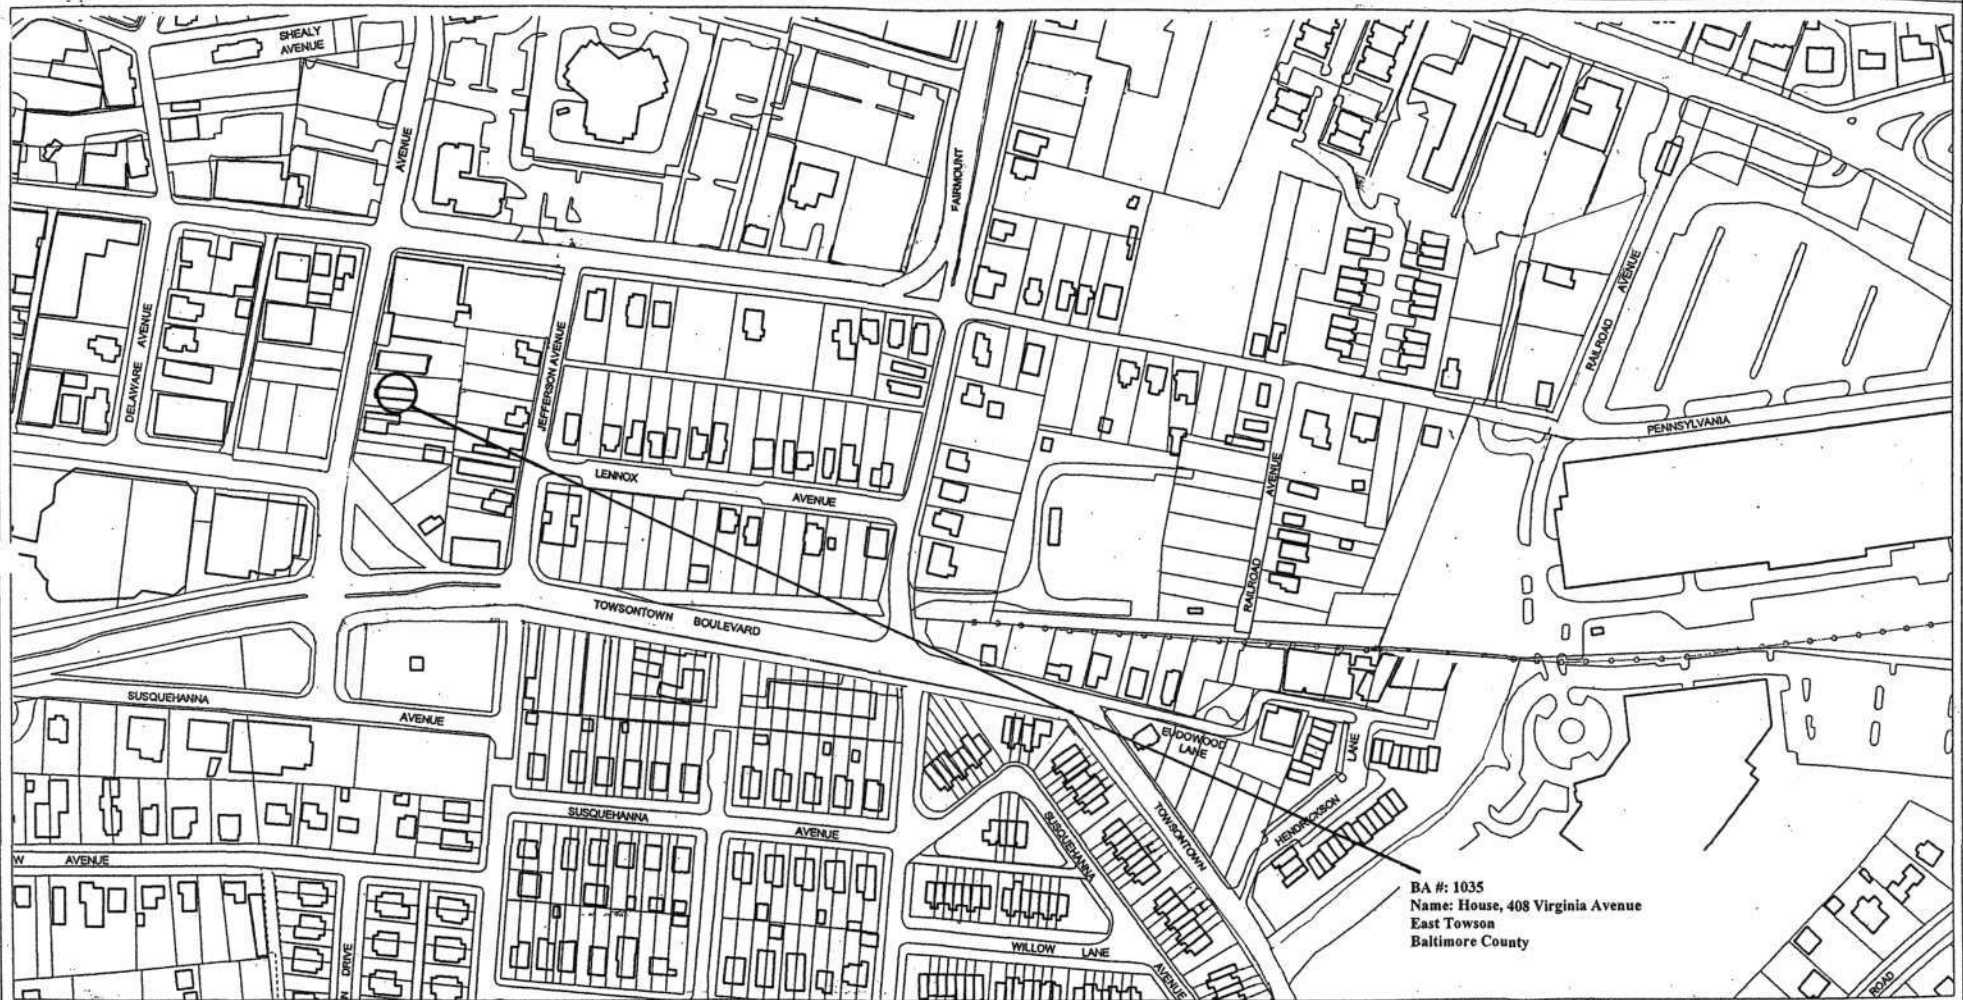 SHEALY
AVENUE
AVENUE
FAIRMOUNT
DELAWARE AVENUE
JEFFERSON AVENUE
RAILROAD AVENUE
PENNSYLVANIA
LENNOX AVENUE
RAILROAD AVENUE
TOWSONTOWN BOULEVARD
SUSQUEHANNA AVENUE
EUDOWOOD
LANE
HENDRICKSON LANE
TOWSONTOWN
SUSQUEHANNA AVENUE
SUSQUEHANNA AVENUE
W AVENUE
DRIVE
WILLOW LANE
ROAD
BA #: 1035
Name: House, 408 Virginia Avenue
East Towson
Baltimore County